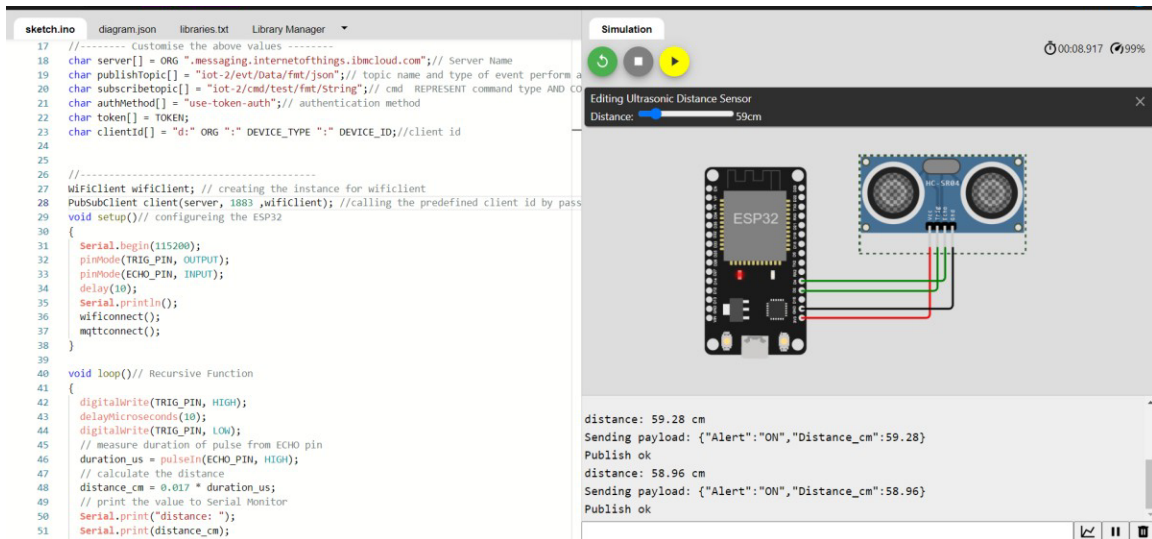 sketch.ino diagram.json libraries.txt Library Manager
17 //-------- Customise the above values --------
18 char server[] = ORG ".messaging.internetofthings.ibmcloud.com";// Server Name
19 char publishTopic[] = "iot-2/evt/Data/fmt/json";// topic name and type of event perform a
20 char subscribetopic[] = "iot-2/cmd/test/fmt/String";// cmd REPRESENT command type AND CO
21 char authMethod[] = "use-token-auth";// authentication method
22 char token[] = TOKEN;
23 char clientId[] = "d:" ORG ":" DEVICE_TYPE ":" DEVICE_ID;//client id
24
25
26 //-----------------------------------------
27 WiFiClient wifiClient; // creating the instance for wificlient
28 PubSubClient client(server, 1883 ,wifiClient); //calling the predefined client id by pass
29 void setup()// configureing the ESP32
30 {
31 Serial.begin(115200);
32 pinMode(TRIG_PIN, OUTPUT);
33 pinMode(ECHO_PIN, INPUT);
34 delay(10);
35 Serial.println();
36 wificonnect();
37 mqttconnect();
38 }
39
40 void loop()// Recursive Function
41 {
42 digitalWrite(TRIG_PIN, HIGH);
43 delayMicroseconds(10);
44 digitalWrite(TRIG_PIN, LOW);
45 // measure duration of pulse from ECHO pin
46 duration_us = pulseIn(ECHO_PIN, HIGH);
47 // calculate the distance
48 distance_cm = 0.017 * duration_us;
49 // print the value to Serial Monitor
50 Serial.print("distance: ");
51 Serial.print(distance_cm);
Simulation
00:08.917 99%
Editing Ultrasonic Distance Sensor
Distance: 59cm
HC-SR04
ESP32
distance: 59.28 cm
Sending payload: {"Alert":"ON","Distance_cm":59.28}
Publish ok
distance: 58.96 cm
Sending payload: {"Alert":"ON","Distance_cm":58.96}
Publish ok